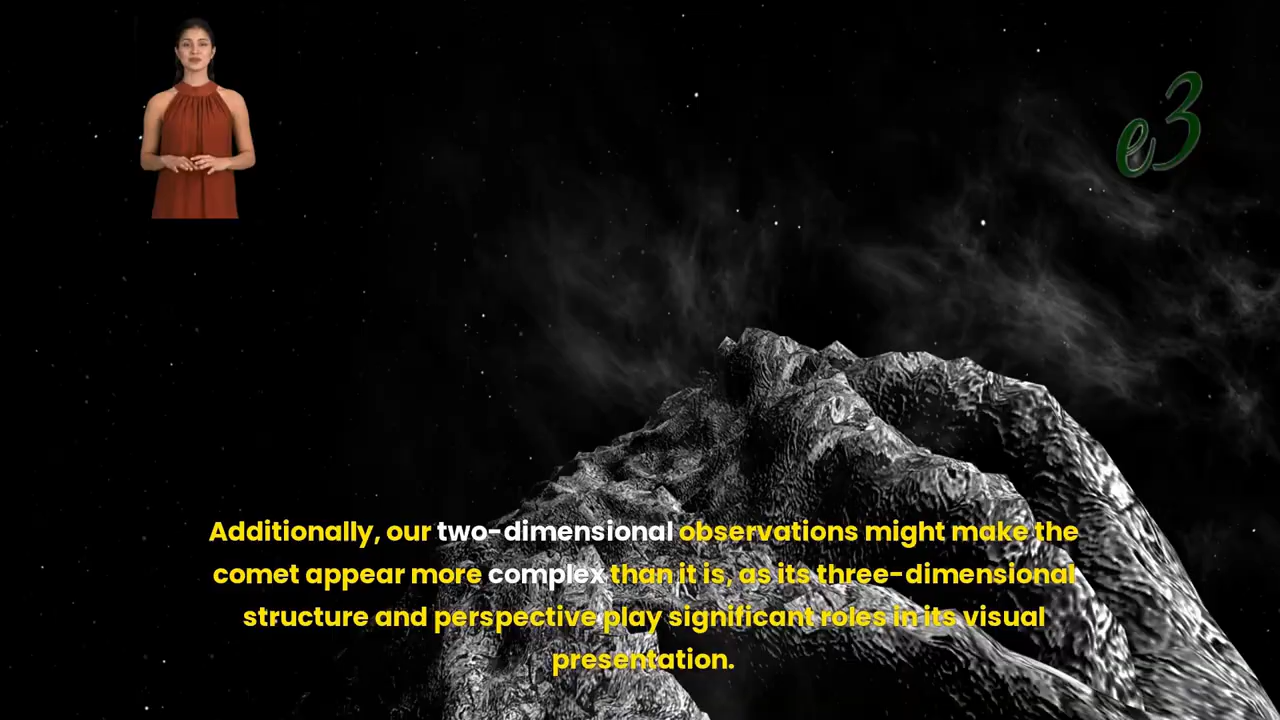 e3
Additionally, our two-dimensional observations might make the
comet appear more complex than it is, as its three-dimensional
structure and perspective play significant roles in its visual
presentation.